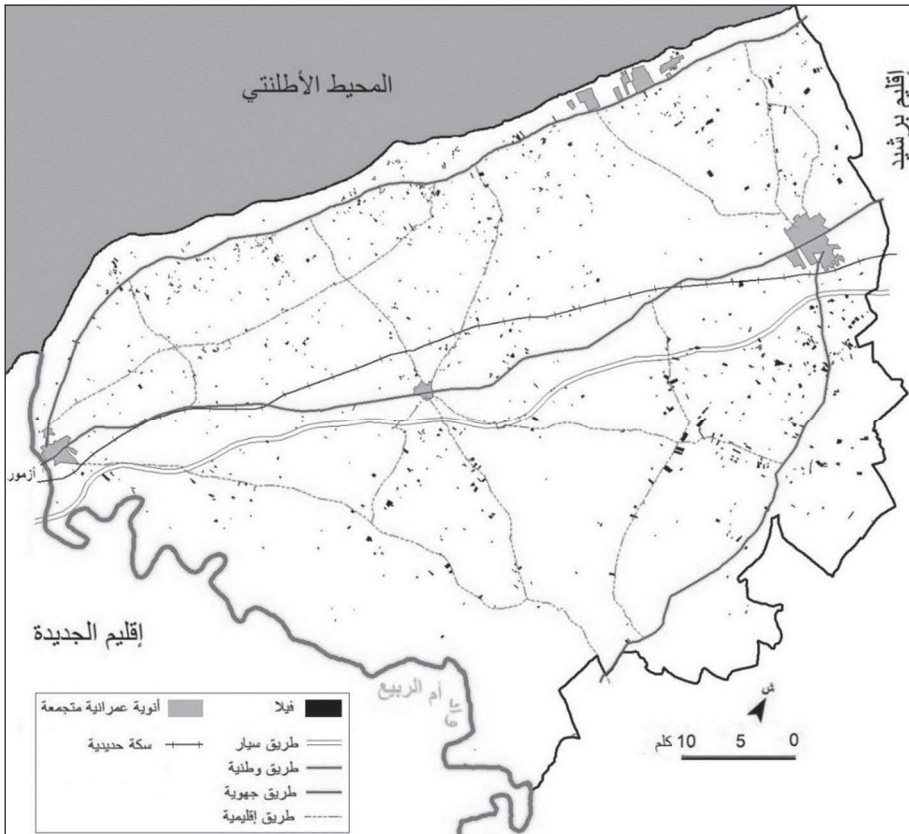 المحيط الأطلنتي
إقليم برشيد
أزمور
إقليم الجديدة
واد أم الربيع
ش
0 5 10 كلم
فيلا
أنوية عمرانية متجمعة
طريق سيار
سكة حديدية
طريق وطنية
طريق جهوية
طريق إقليمية